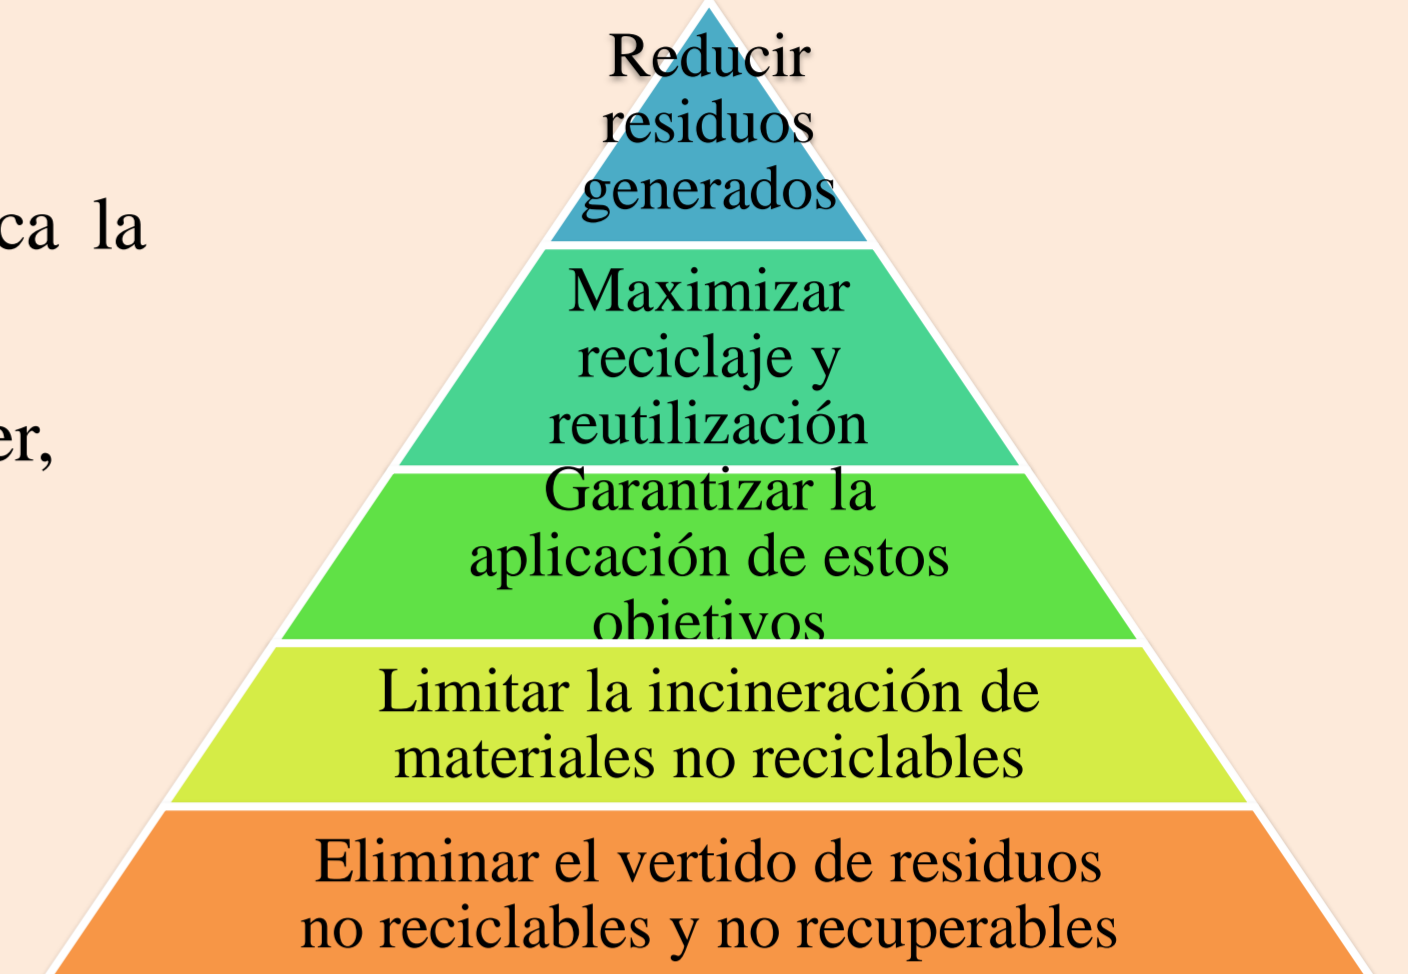 ca la
er,
Reducir
residuos
generados
Maximizar
reciclaje y
reutilización
Garantizar la
aplicación de estos
objetivos
Limitar la incineración de
materiales no reciclables
Eliminar el vertido de residuos
no reciclables y no recuperables